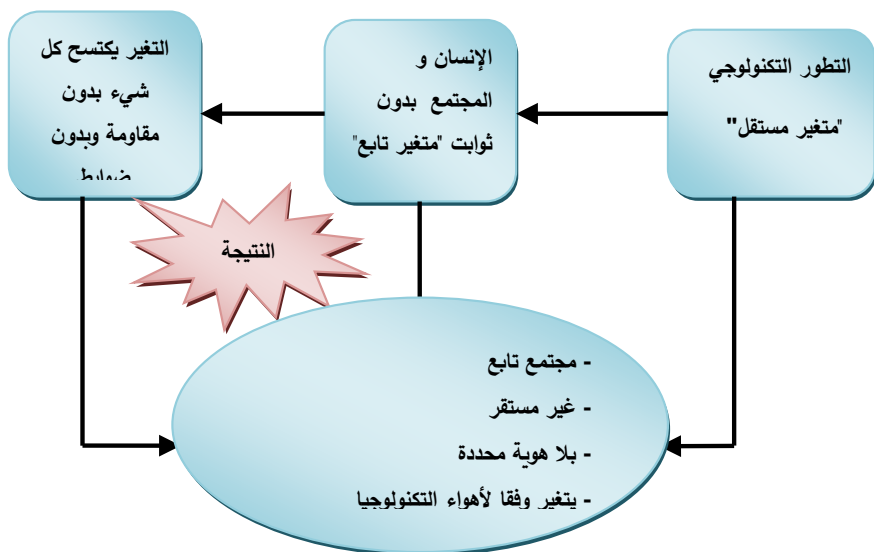 التطور التكنولوجي
"متغير مستقل"
الإنسان و
المجتمع بدون
ثوابت "متغير تابع"
التغير يكتسح كل
شيء بدون
مقاومة وبدون
ضوابط
النتيجة
- مجتمع تابع
- غير مستقر
- بلا هوية محددة
- يتغير وفقا لأهواء التكنولوجيا